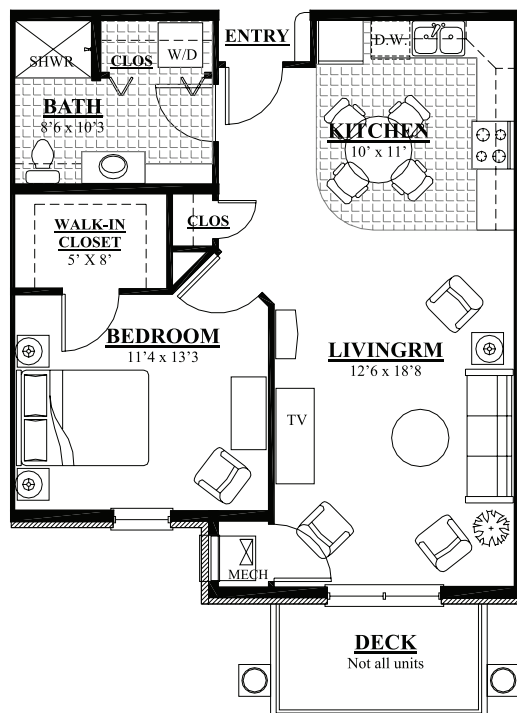 ENTRY
D.W.
SHWR
CLOS
W/D
BATH
8'6 x 10'3
KITCHEN
10' x 11'
WALK-IN
CLOSET
5' X 8'
CLOS
BEDROOM
11'4 x 13'3
LIVINGRM
12'6 x 18'8
TV
MECH
DECK
Not all units